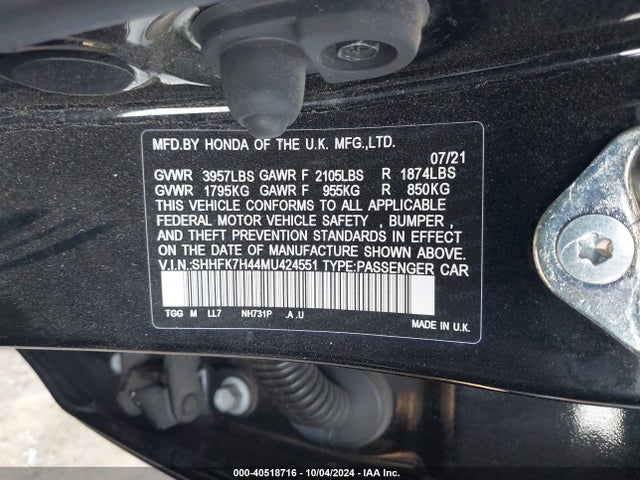 MFD.BY HONDA OF THE U.K. MFG.,LTD.
07/21
GVWR 3957LBS GAWR F 2105LBS R 1874LBS
GVWR 1795KG GAWR F 955KG R 850KG
THIS VEHICLE CONFORMS TO ALL APPLICABLE
FEDERAL MOTOR VEHICLE SAFETY , BUMPER ,
AND THEFT PREVENTION STANDARDS IN EFFECT
ON THE DATE OF MANUFACTURE SHOWN ABOVE.
V.I.N.:SHHFK7H44MU424551 TYPE:PASSENGER CAR
TGG M LL7 NH731P .A .U
MADE IN U.K.
000-40518716 - 10/04/2024 - IAA Inc.